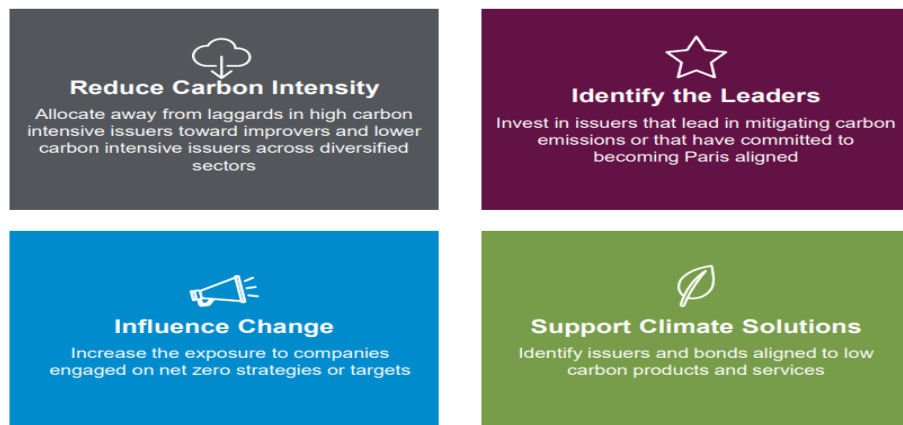 Reduce Carbon Intensity
Allocate away from laggards in high carbon
intensive issuers toward improvers and lower
carbon intensive issuers across diversified
sectors
Identify the Leaders
Invest in issuers that lead in mitigating carbon
emissions or that have committed to
becoming Paris aligned
Influence Change
Increase the exposure to companies
engaged on net zero strategies or targets
Support Climate Solutions
Identify issuers and bonds aligned to low
carbon products and services